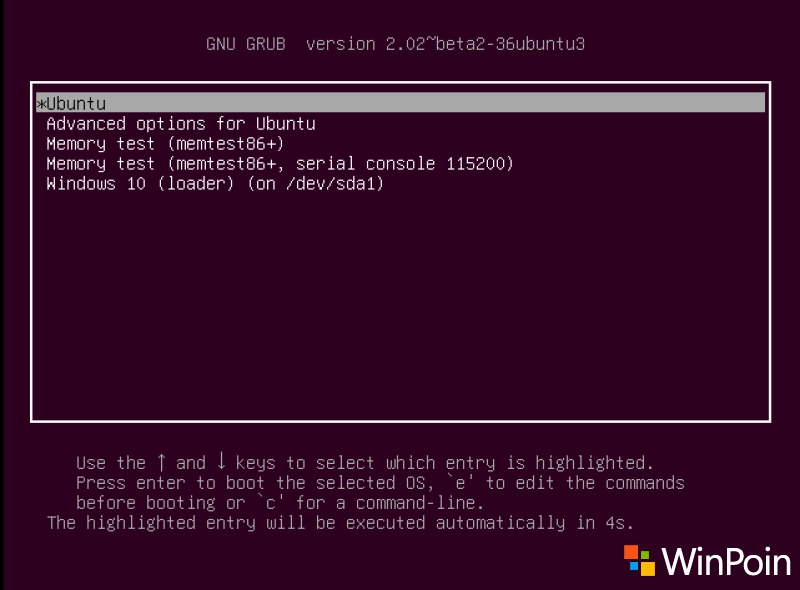 GNU GRUB  version 2.02~beta2-36ubuntu3
*Ubuntu
Advanced options for Ubuntu
Memory test (memtest86+)
Memory test (memtest86+, serial console 115200)
Windows 10 (loader) (on /dev/sda1)
Use the ↑ and ↓ keys to select which entry is highlighted.
Press enter to boot the selected OS, `e' to edit the commands
before booting or `c' for a command-line.
The highlighted entry will be executed automatically in 4s.
WinPoin